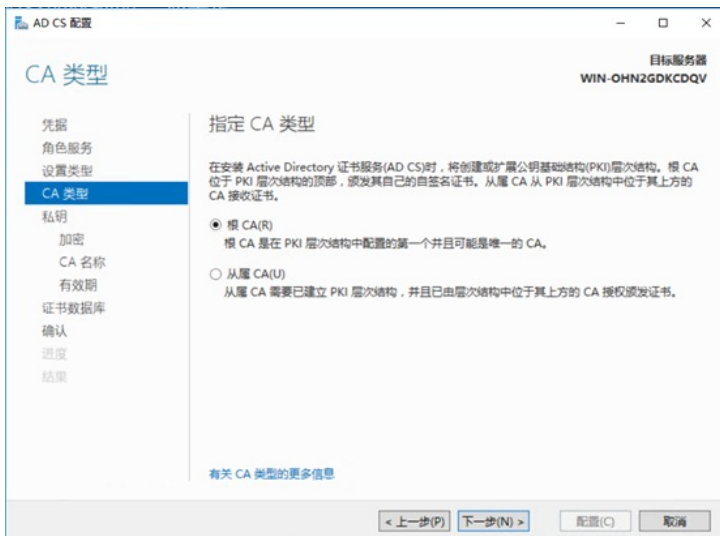 AD CS 配置
CA 类型
目标服务器
WIN-OHN2GDKCDQV
凭据
角色服务
设置类型
CA 类型
私钥
加密
CA 名称
有效期
证书数据库
确认
进度
结果
指定 CA 类型
在安装 Active Directory 证书服务(AD CS)时，将创建或扩展公钥基础结构(PKI)层次结构。根 CA
位于 PKI 层次结构的顶部，颁发其自己的自签名证书。从属 CA 从 PKI 层次结构中位于其上方的
CA 接收证书。
根 CA(R)
根 CA 是在 PKI 层次结构中配置的第一个并且可能是唯一的 CA。
从属 CA(U)
从属 CA 需要已建立 PKI 层次结构，并且已由层次结构中位于其上方的 CA 授权颁发证书。
有关 CA 类型的更多信息
< 上一步(P)
下一步(N) >
配置(C)
取消